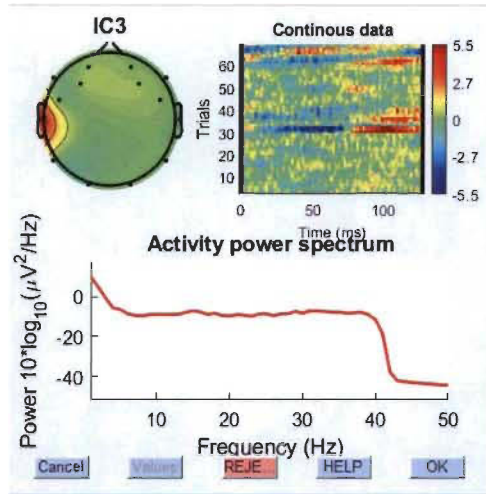 IC3
Continous data
Trials
60
50
40
30
20
10
0
50
100
Time (ms)
5.5
2.7
0
-2.7
-5.5
Activity power spectrum
Power 10*log10(μV²/Hz)
0
-20
-40
10
20
30
40
50
Frequency (Hz)
Cancel
Values
REJE
HELP
OK